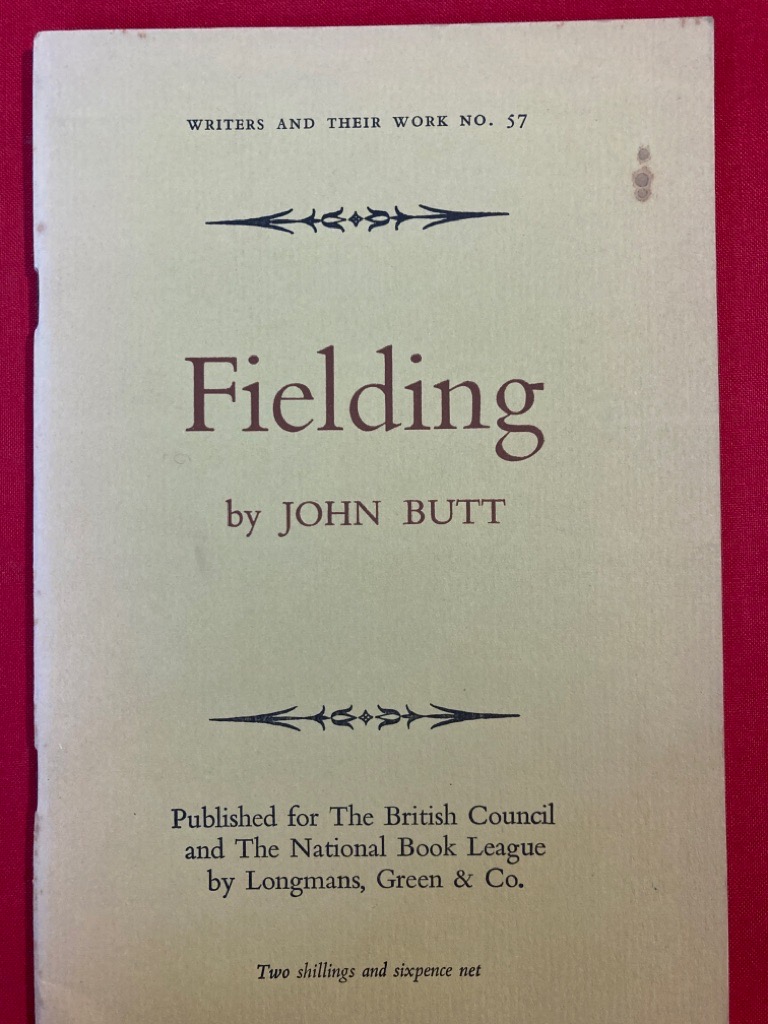 WRITERS AND THEIR WORK NO. 57
Fielding
by JOHN BUTT
Published for The British Council
and The National Book League
by Longmans, Green & Co.
Two shillings and sixpence net